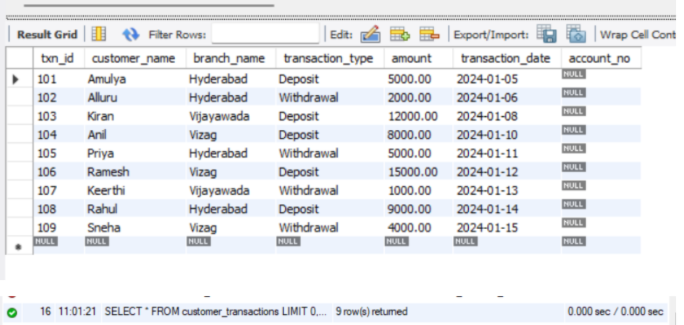 Result Grid Filter Rows: Edit: Export/Import: Wrap Cell Cont
txn_id customer_name branch_name transaction_type amount transaction_date account_no
101 Amulya Hyderabad Deposit 5000.00 2024-01-05 NULL
102 Alluru Hyderabad Withdrawal 2000.00 2024-01-06 NULL
103 Kiran Vijayawada Deposit 12000.00 2024-01-08 NULL
104 Anil Vizag Deposit 8000.00 2024-01-10 NULL
105 Priya Hyderabad Withdrawal 5000.00 2024-01-11 NULL
106 Ramesh Vizag Deposit 15000.00 2024-01-12 NULL
107 Keerthi Vijayawada Withdrawal 1000.00 2024-01-13 NULL
108 Rahul Hyderabad Deposit 9000.00 2024-01-14 NULL
109 Sneha Vizag Withdrawal 4000.00 2024-01-15 NULL
NULL NULL NULL NULL NULL NULL NULL
16 11:01:21 SELECT * FROM customer_transactions LIMIT 0,... 9 row(s) returned 0.000 sec / 0.000 sec